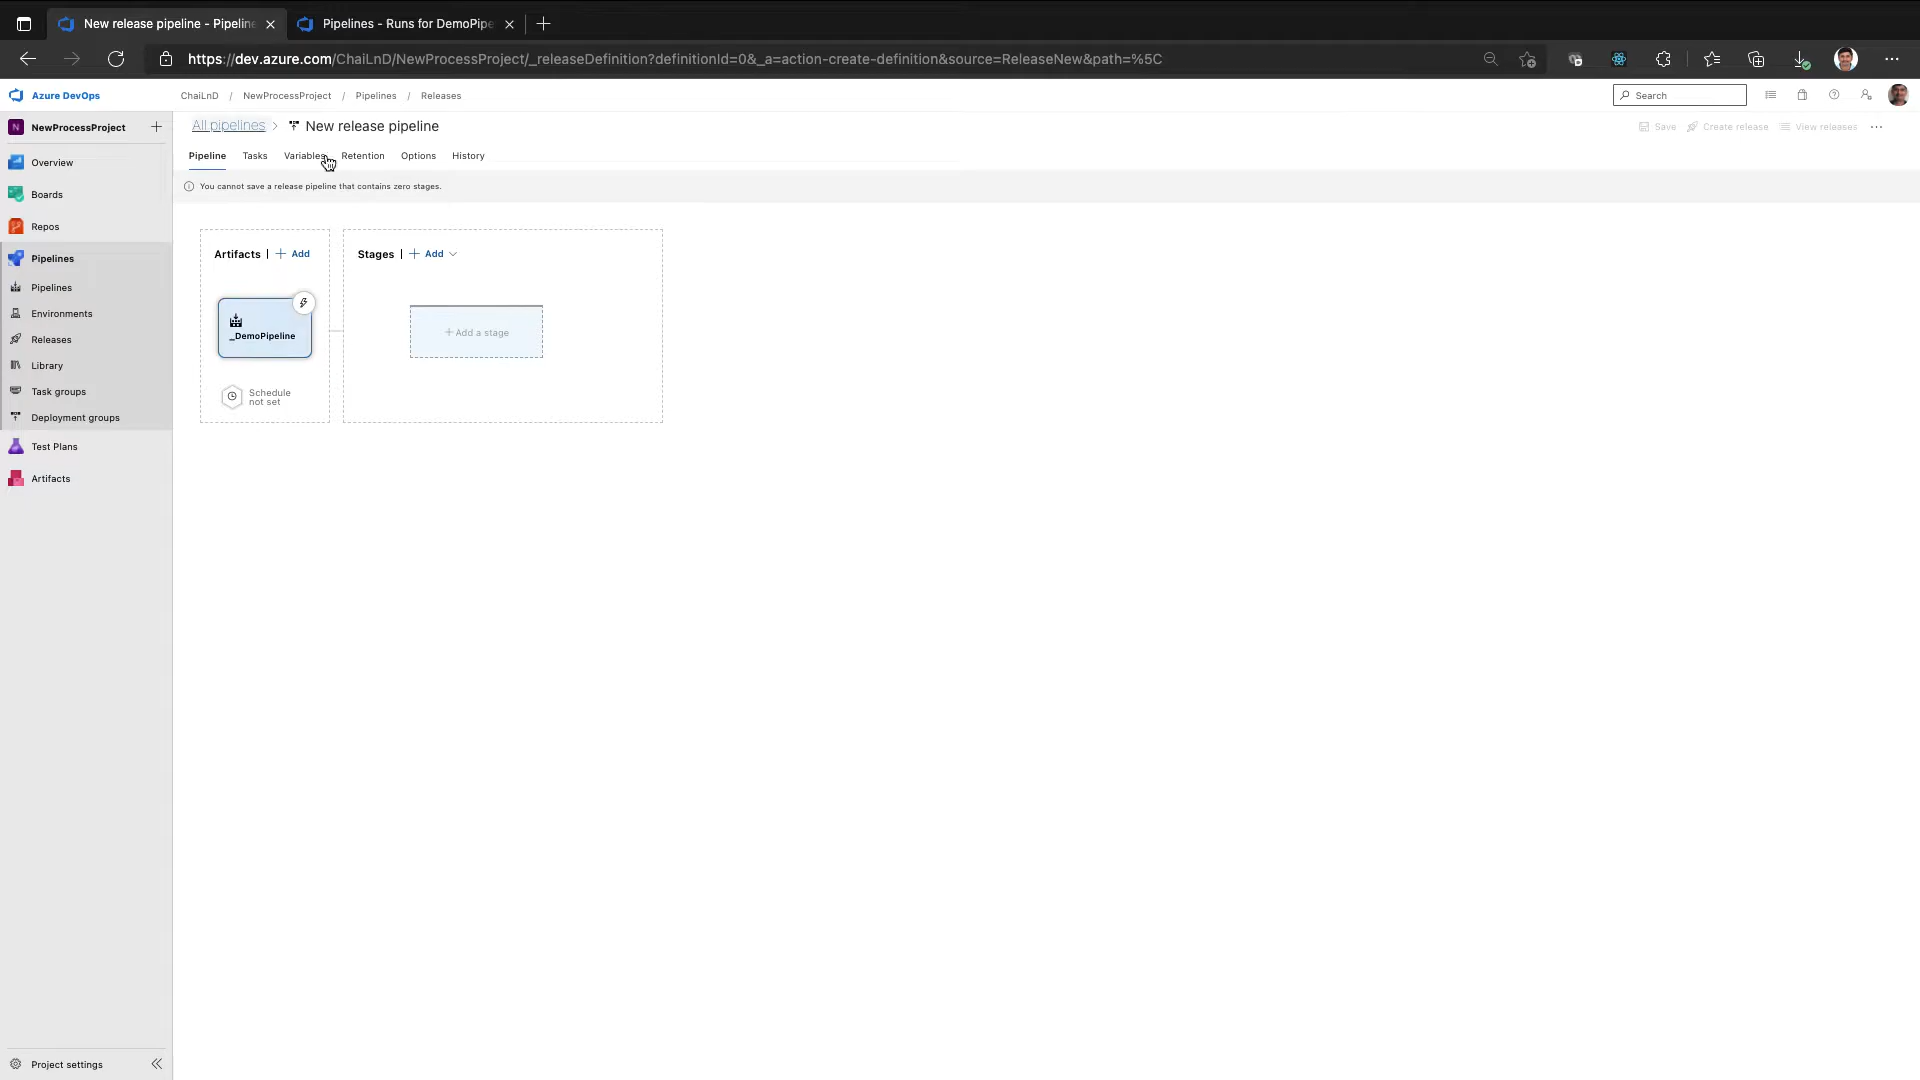 New release pipeline - Pipeline
Pipelines - Runs for DemoPipe
https://dev.azure.com/ChaiLnD/NewProcessProject/_releaseDefinition?definitionId=0&_a=action-create-definition&source=ReleaseNew&path=%5C
Azure DevOps
ChaiLnD / NewProcessProject / Pipelines / Releases
Search
N NewProcessProject
All pipelines > New release pipeline
Save Create release View releases
Pipeline Tasks Variables Retention Options History
You cannot save a release pipeline that contains zero stages.
Overview
Boards
Repos
Pipelines
Pipelines
Environments
Releases
Library
Task groups
Deployment groups
Test Plans
Artifacts
Artifacts | + Add
Stages | + Add
_DemoPipeline
+ Add a stage
Schedule
not set
Project settings